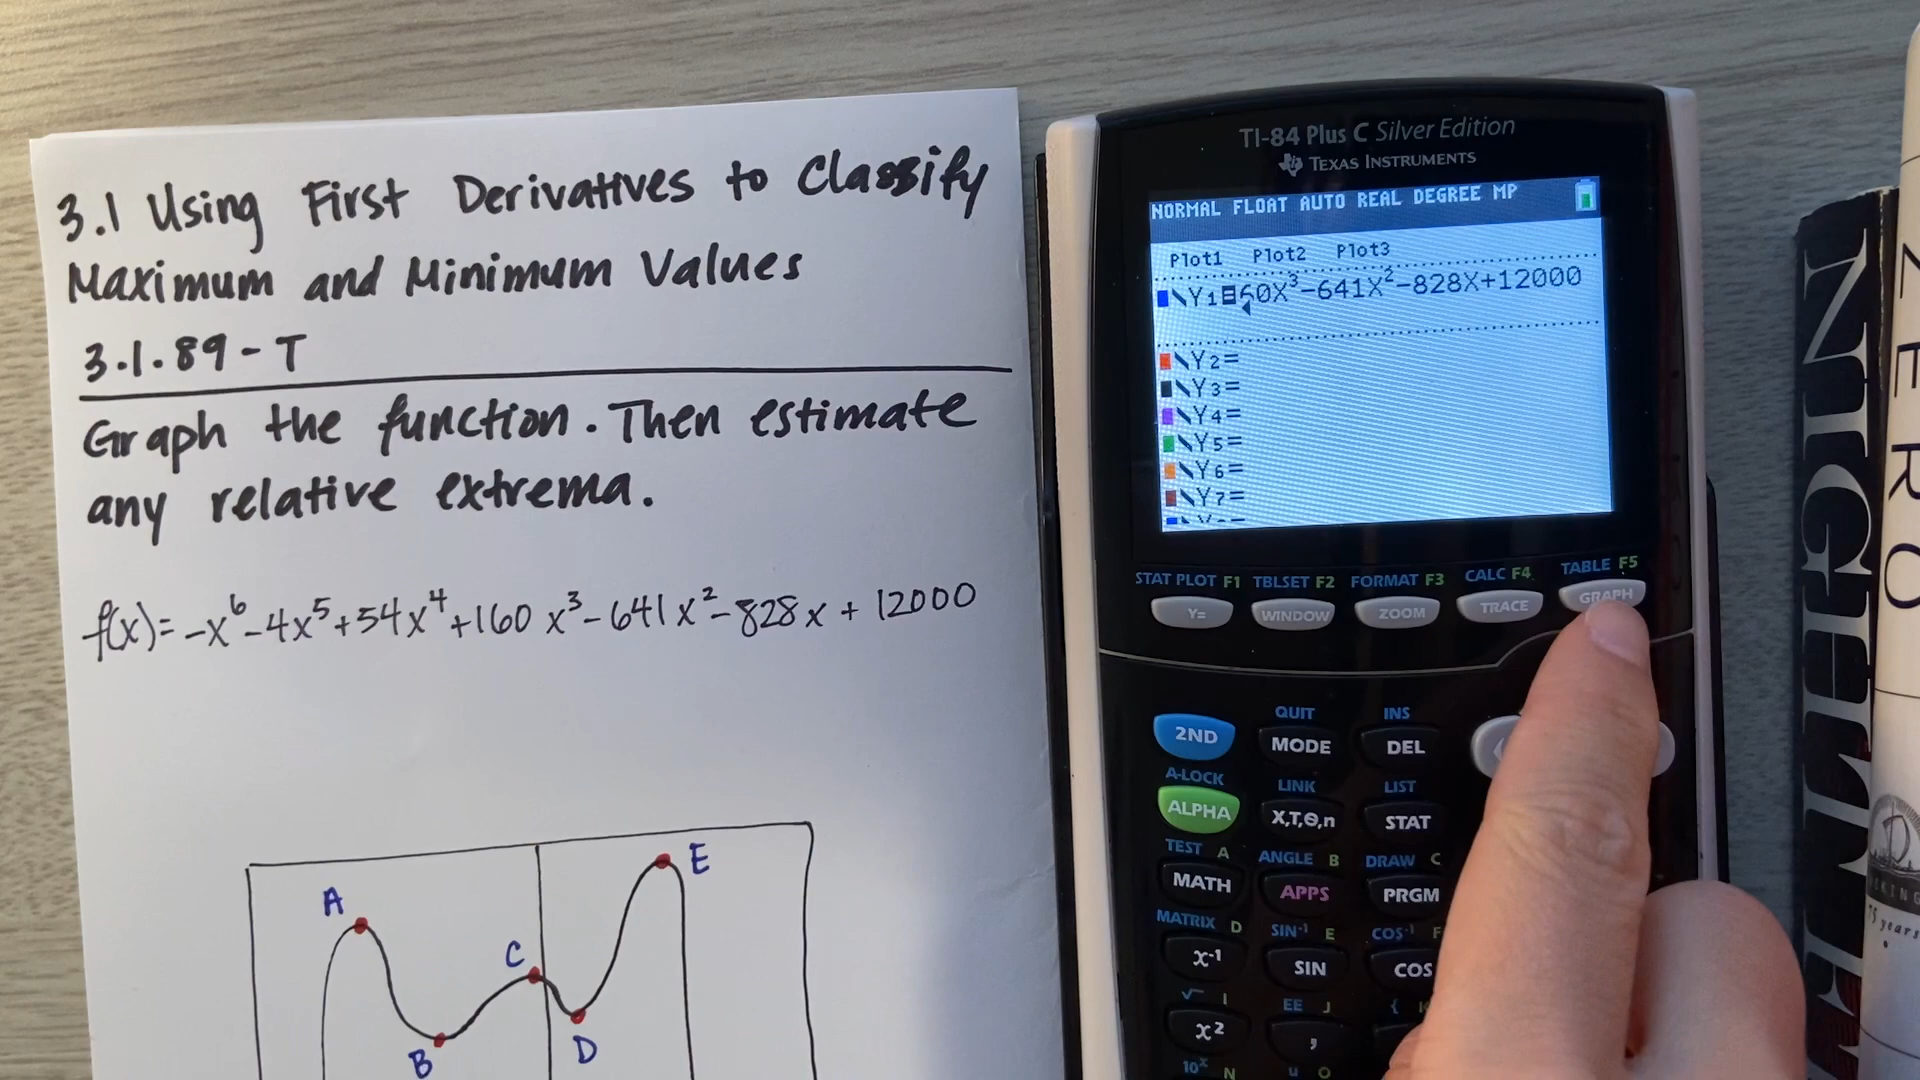 3.1 Using First Derivatives to Classify
Maximum and Minimum Values
3.1.89-T
Graph the function. Then estimate
any relative extrema.
f(x)=-x⁶-4x⁵+54x⁴+160x³-641x²-828x+12000
A
B
C
D
E
TI-84 Plus C Silver Edition
TEXAS INSTRUMENTS
NORMAL FLOAT AUTO REAL DEGREE MP
Plot1 Plot2 Plot3
\Y1=60X³-641X²-828X+12000
\Y2=
\Y3=
\Y4=
\Y5=
\Y6=
\Y7=
STAT PLOT F1 TBLSET F2 FORMAT F3 CALC F4 TABLE F5
Y= WINDOW ZOOM TRACE GRAPH
QUIT INS
2ND MODE DEL
A-LOCK LINK LIST
ALPHA X,T,Θ,n STAT
TEST A ANGLE B DRAW C
MATH APPS PRGM
MATRIX D SIN⁻¹ E COS⁻¹ F
x⁻¹ SIN COS
√ I EE J {
x² ,
10ˣ N u O
ZERO
75 years